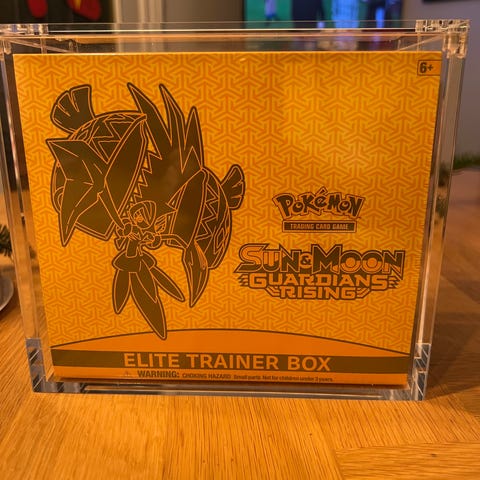 6+
POKéMON
TRADING CARD GAME
SUN & MOON
GUARDIANS
RISING
ELITE TRAINER BOX
⚠ WARNING: CHOKING HAZARD Small parts. Not for children under 3 years.